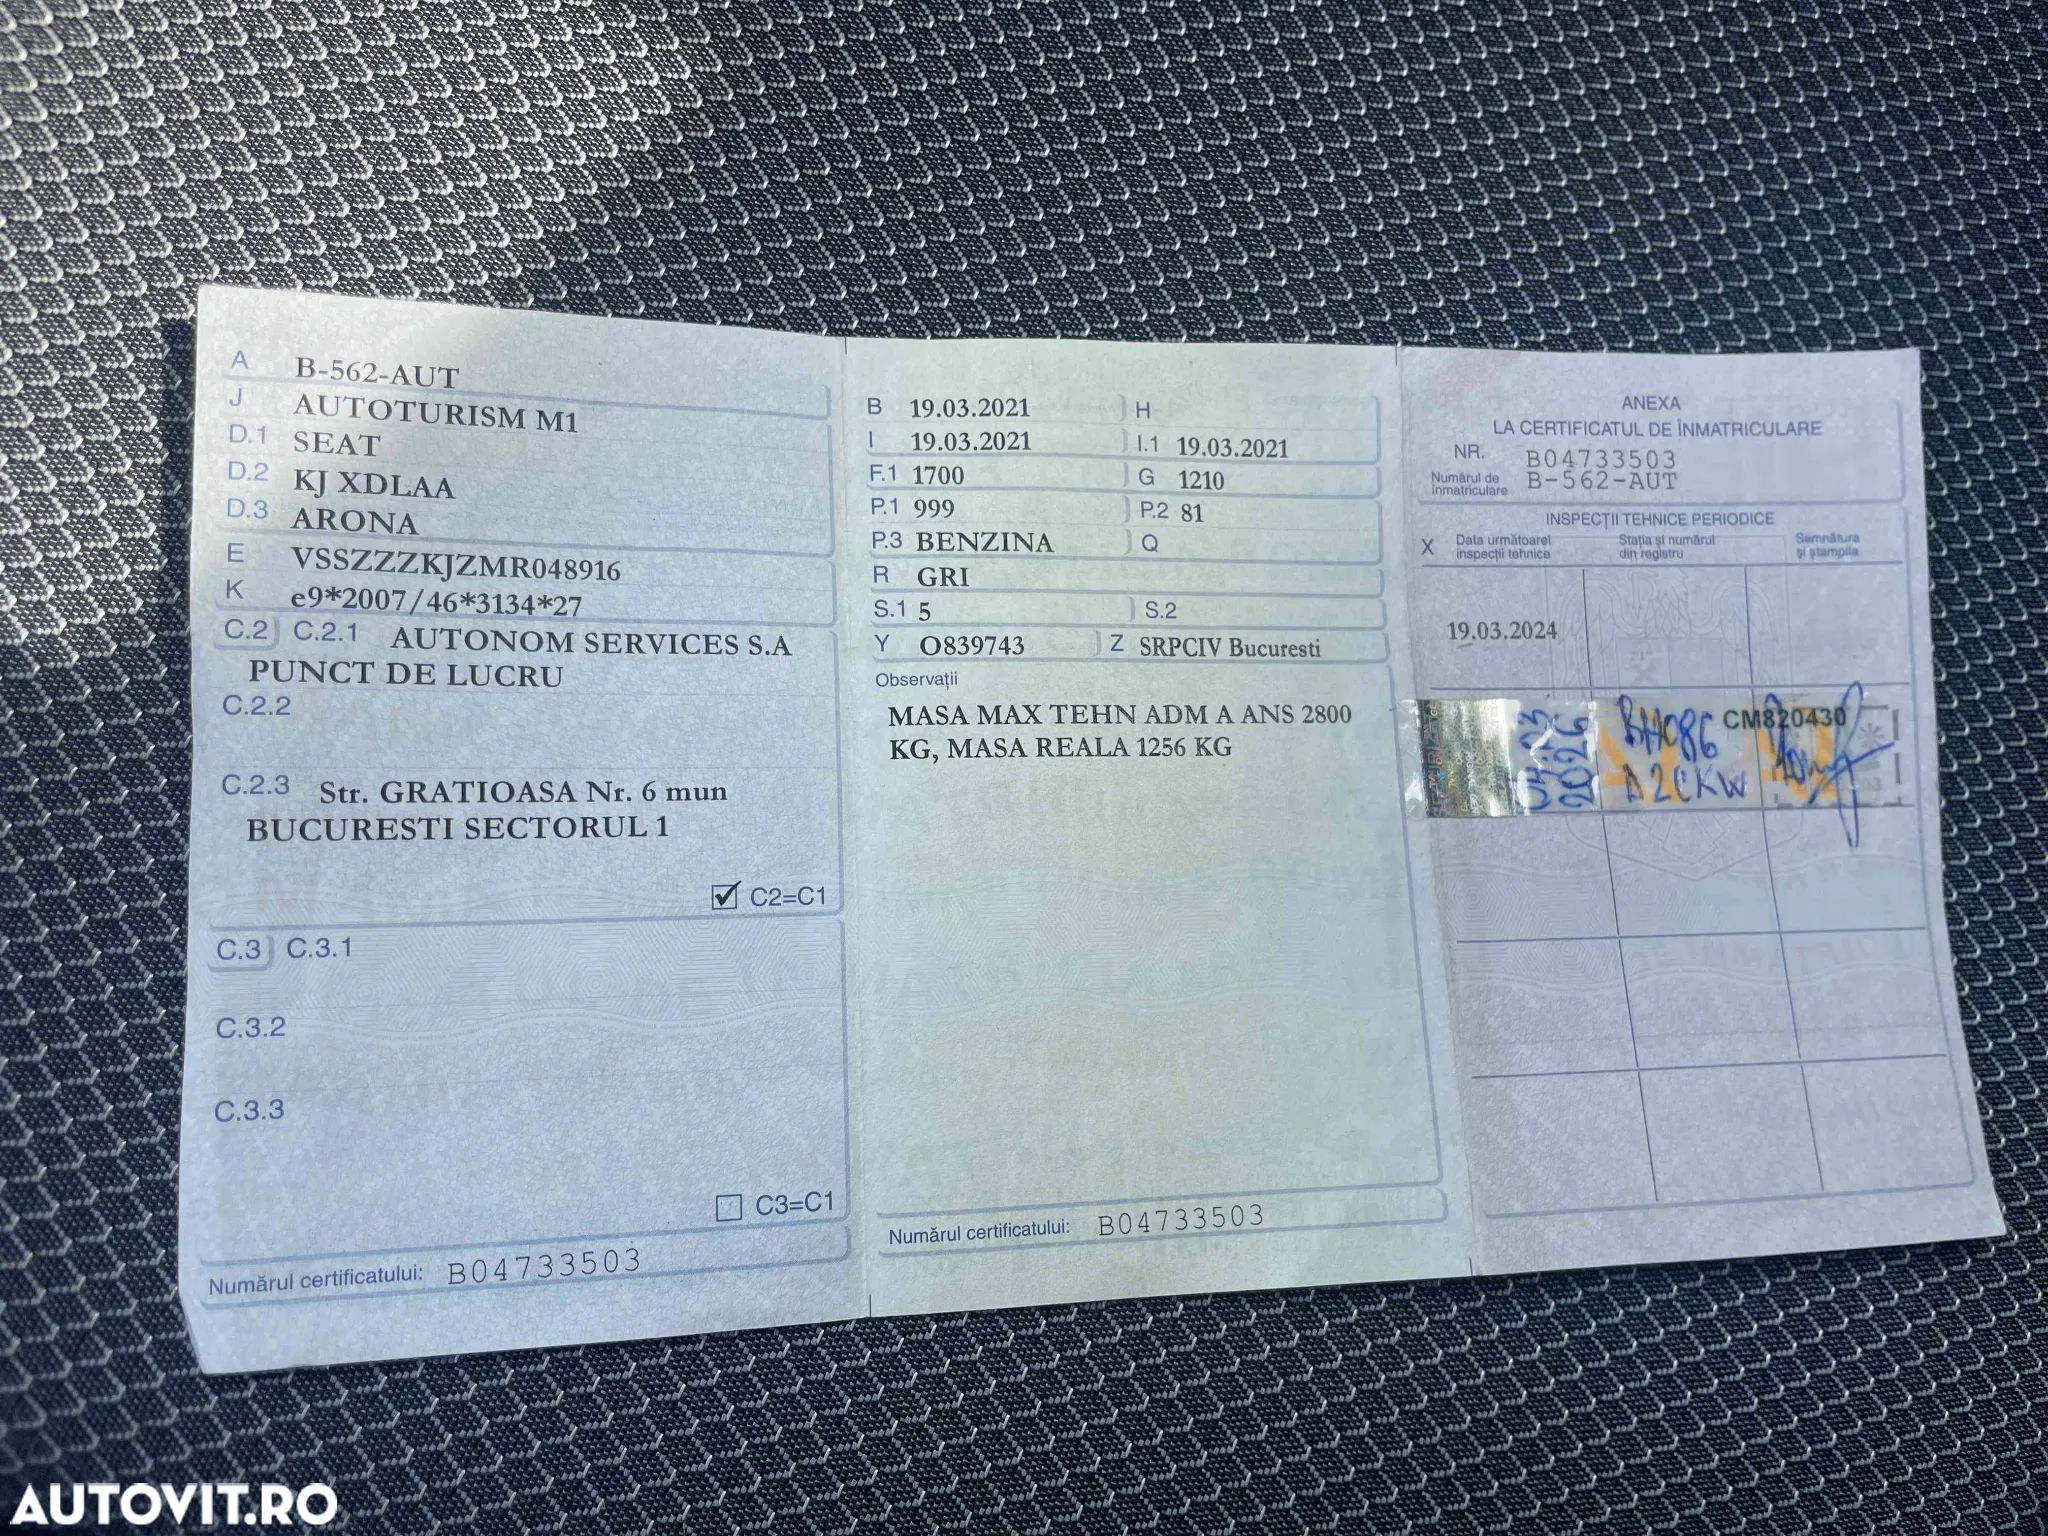 A B-562-AUT
J AUTOTURISM M1
D.1 SEAT
D.2 KJ XDLAA
D.3 ARONA
E VSSZZZKJZMR048916
K e9*2007/46*3134*27
C.2 C.2.1 AUTONOM SERVICES S.A
PUNCT DE LUCRU
C.2.2
C.2.3 Str. GRATIOASA Nr. 6 mun
BUCURESTI SECTORUL 1
C2=C1
C.3 C.3.1
C.3.2
C.3.3
C3=C1
Numărul certificatului: B04733503
B 19.03.2021 H
I 19.03.2021 I.1 19.03.2021
F.1 1700 G 1210
P.1 999 P.2 81
P.3 BENZINA Q
R GRI
S.1 5 S.2
Y O839743 Z SRPCIV Bucuresti
Observații
MASA MAX TEHN ADM A ANS 2800
KG, MASA REALA 1256 KG
Numărul certificatului: B04733503
ANEXA
LA CERTIFICATUL DE ÎNMATRICULARE
NR. B04733503
Numărul de
înmatriculare B-562-AUT
INSPECȚII TEHNICE PERIODICE
X Data următoarei
inspecții tehnice
Stația și numărul
din registru
Semnătura
și ștampila
19.03.2024
CM820430
2026
AUTOVIT.RO